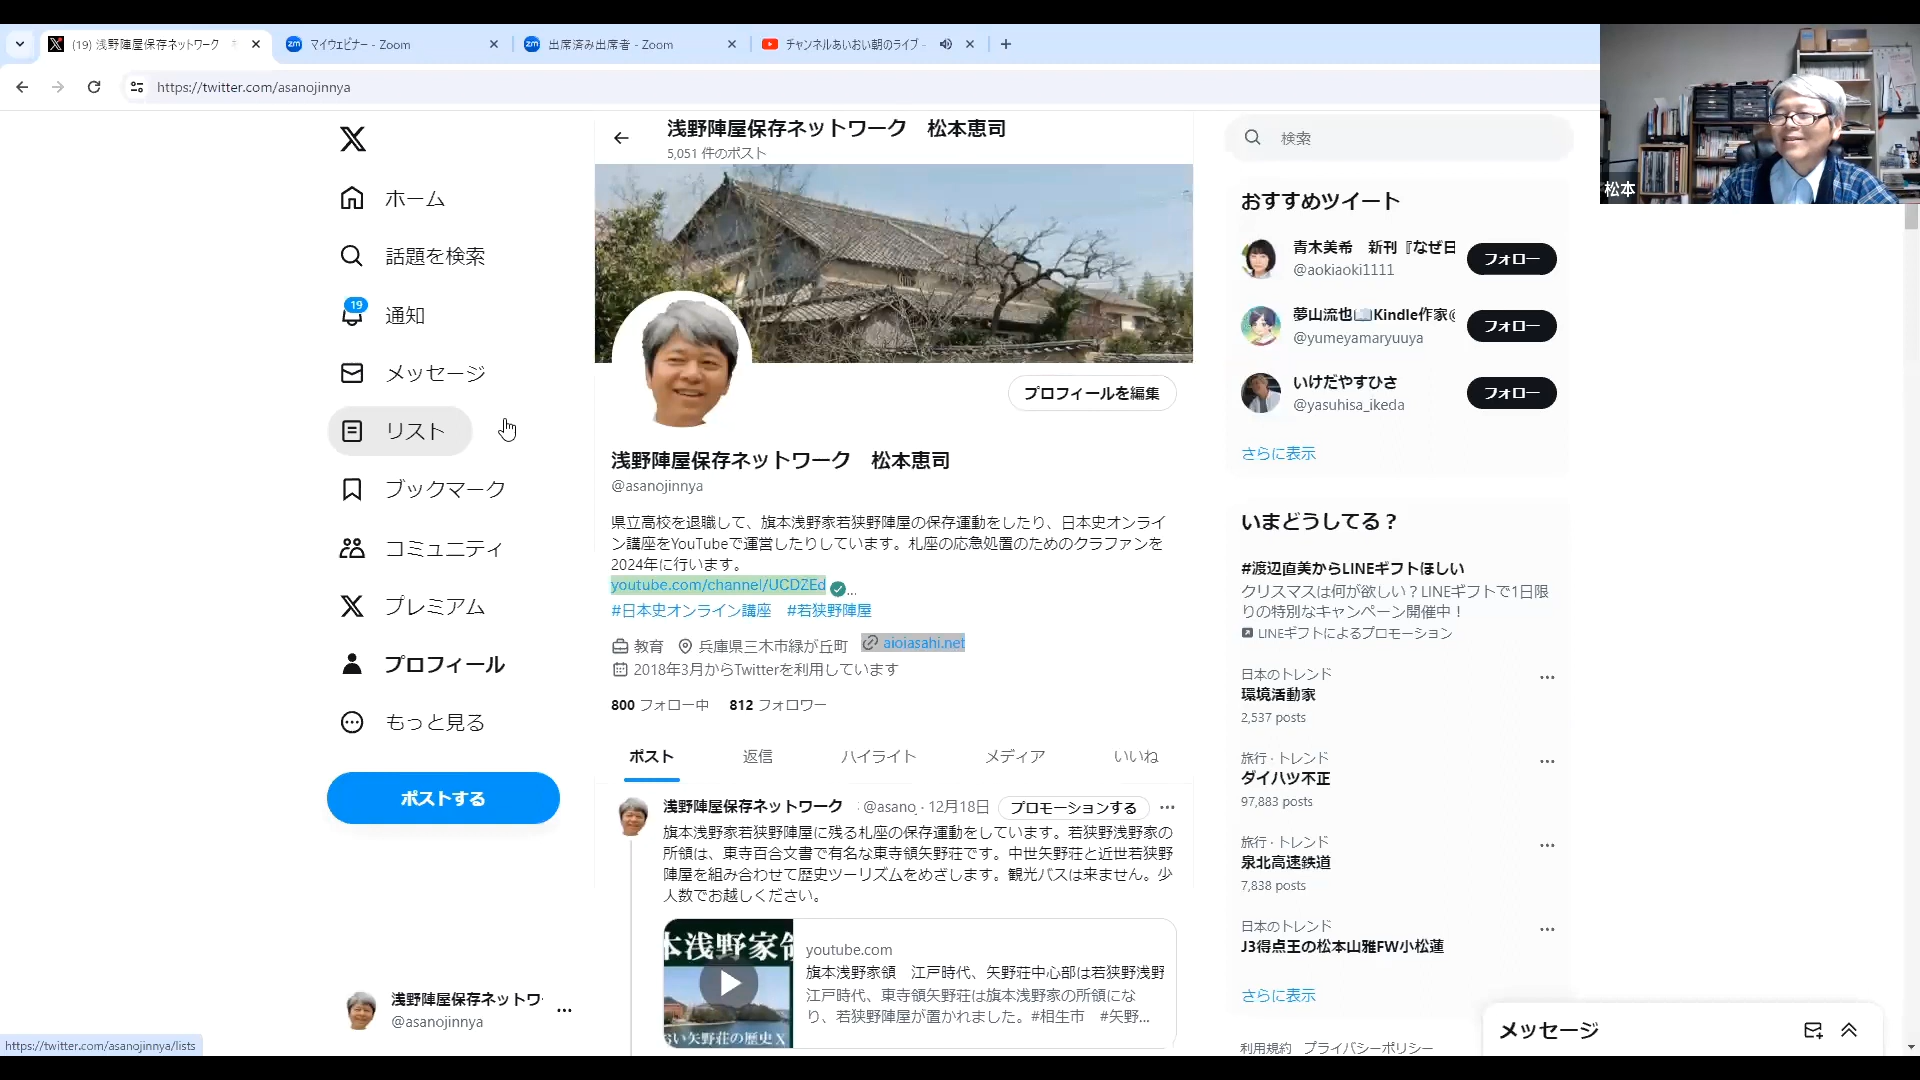 (19) 浅野陣屋保存ネットワーク
マイウェビナー - Zoom
出席済み出席者 - Zoom
チャンネルあいおい朝のライブ -
https://twitter.com/asanojinnya
松本
ホーム
話題を検索
19
通知
メッセージ
リスト
ブックマーク
コミュニティ
プレミアム
プロフィール
もっと見る
ポストする
浅野陣屋保存ネットワ
@asanojinnya
https://twitter.com/asanojinnya/lists
浅野陣屋保存ネットワーク　松本恵司
5,051 件のポスト
プロフィールを編集
浅野陣屋保存ネットワーク　松本恵司
@asanojinnya
県立高校を退職して、旗本浅野家若狭野陣屋の保存運動をしたり、日本史オンライ
ン講座をYouTubeで運営したりしています。札座の応急処置のためのクラファンを
2024年に行います。
youtube.com/channel/UCDZEd ...
#日本史オンライン講座　#若狭野陣屋
教育 兵庫県三木市緑が丘町 aioiasahi.net
2018年3月からTwitterを利用しています
800 フォロー中 812 フォロワー
ポスト 返信 ハイライト メディア いいね
浅野陣屋保存ネットワーク @asano · 12月18日 プロモーションする
旗本浅野家若狭野陣屋に残る札座の保存運動をしています。若狭野浅野家の
所領は、東寺百合文書で有名な東寺領矢野荘です。中世矢野荘と近世若狭野
陣屋を組み合わせて歴史ツーリズムをめざします。観光バスは来ません。少
人数でお越しください。
本浅野家領
おい矢野荘の歴史X
youtube.com
旗本浅野家領　江戸時代、矢野荘中心部は若狭野浅野
江戸時代、東寺領矢野荘は旗本浅野家の所領にな
り、若狭野陣屋が置かれました。#相生市　#矢野...
検索
おすすめツイート
青木美希　新刊『なぜ日
@aokiaoki1111
フォロー
夢山流也📖Kindle作家@
@yumeyamaryuuya
フォロー
いけだやすひさ
@yasuhisa_ikeda
フォロー
さらに表示
いまどうしてる？
#渡辺直美からLINEギフトほしい
クリスマスは何が欲しい？LINEギフトで1日限
りの特別なキャンペーン開催中！
LINEギフトによるプロモーション
日本のトレンド
環境活動家
2,537 posts
旅行 · トレンド
ダイハツ不正
97,883 posts
旅行 · トレンド
泉北高速鉄道
7,838 posts
日本のトレンド
J3得点王の松本山雅FW小松蓮
さらに表示
利用規約　プライバシーポリシー
メッセージ